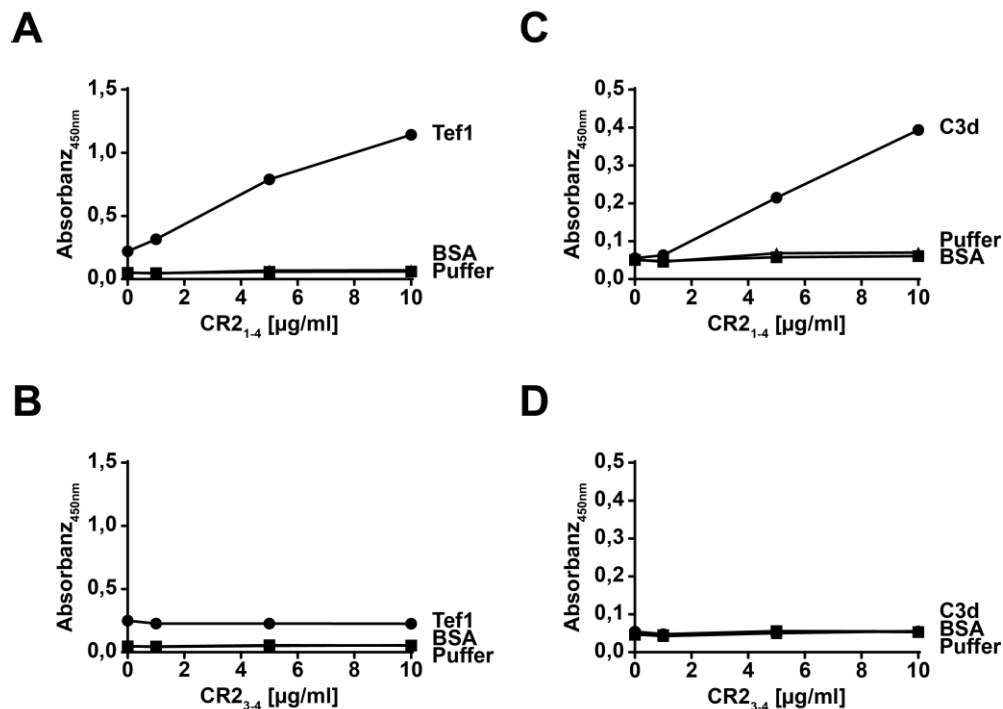 A
1,5
1,0
0,5
0,0
Absorbanz450nm
Tef1
BSA
Puffer
0 2 4 6 8 10
CR21-4 [µg/ml]
C
0,5
0,4
0,3
0,2
0,1
0,0
Absorbanz450nm
C3d
Puffer
BSA
0 2 4 6 8 10
CR21-4 [µg/ml]
B
1,5
1,0
0,5
0,0
Absorbanz450nm
Tef1
BSA
Puffer
0 2 4 6 8 10
CR23-4 [µg/ml]
D
0,5
0,4
0,3
0,2
0,1
0,0
Absorbanz450nm
C3d
BSA
Puffer
0 2 4 6 8 10
CR23-4 [µg/ml]